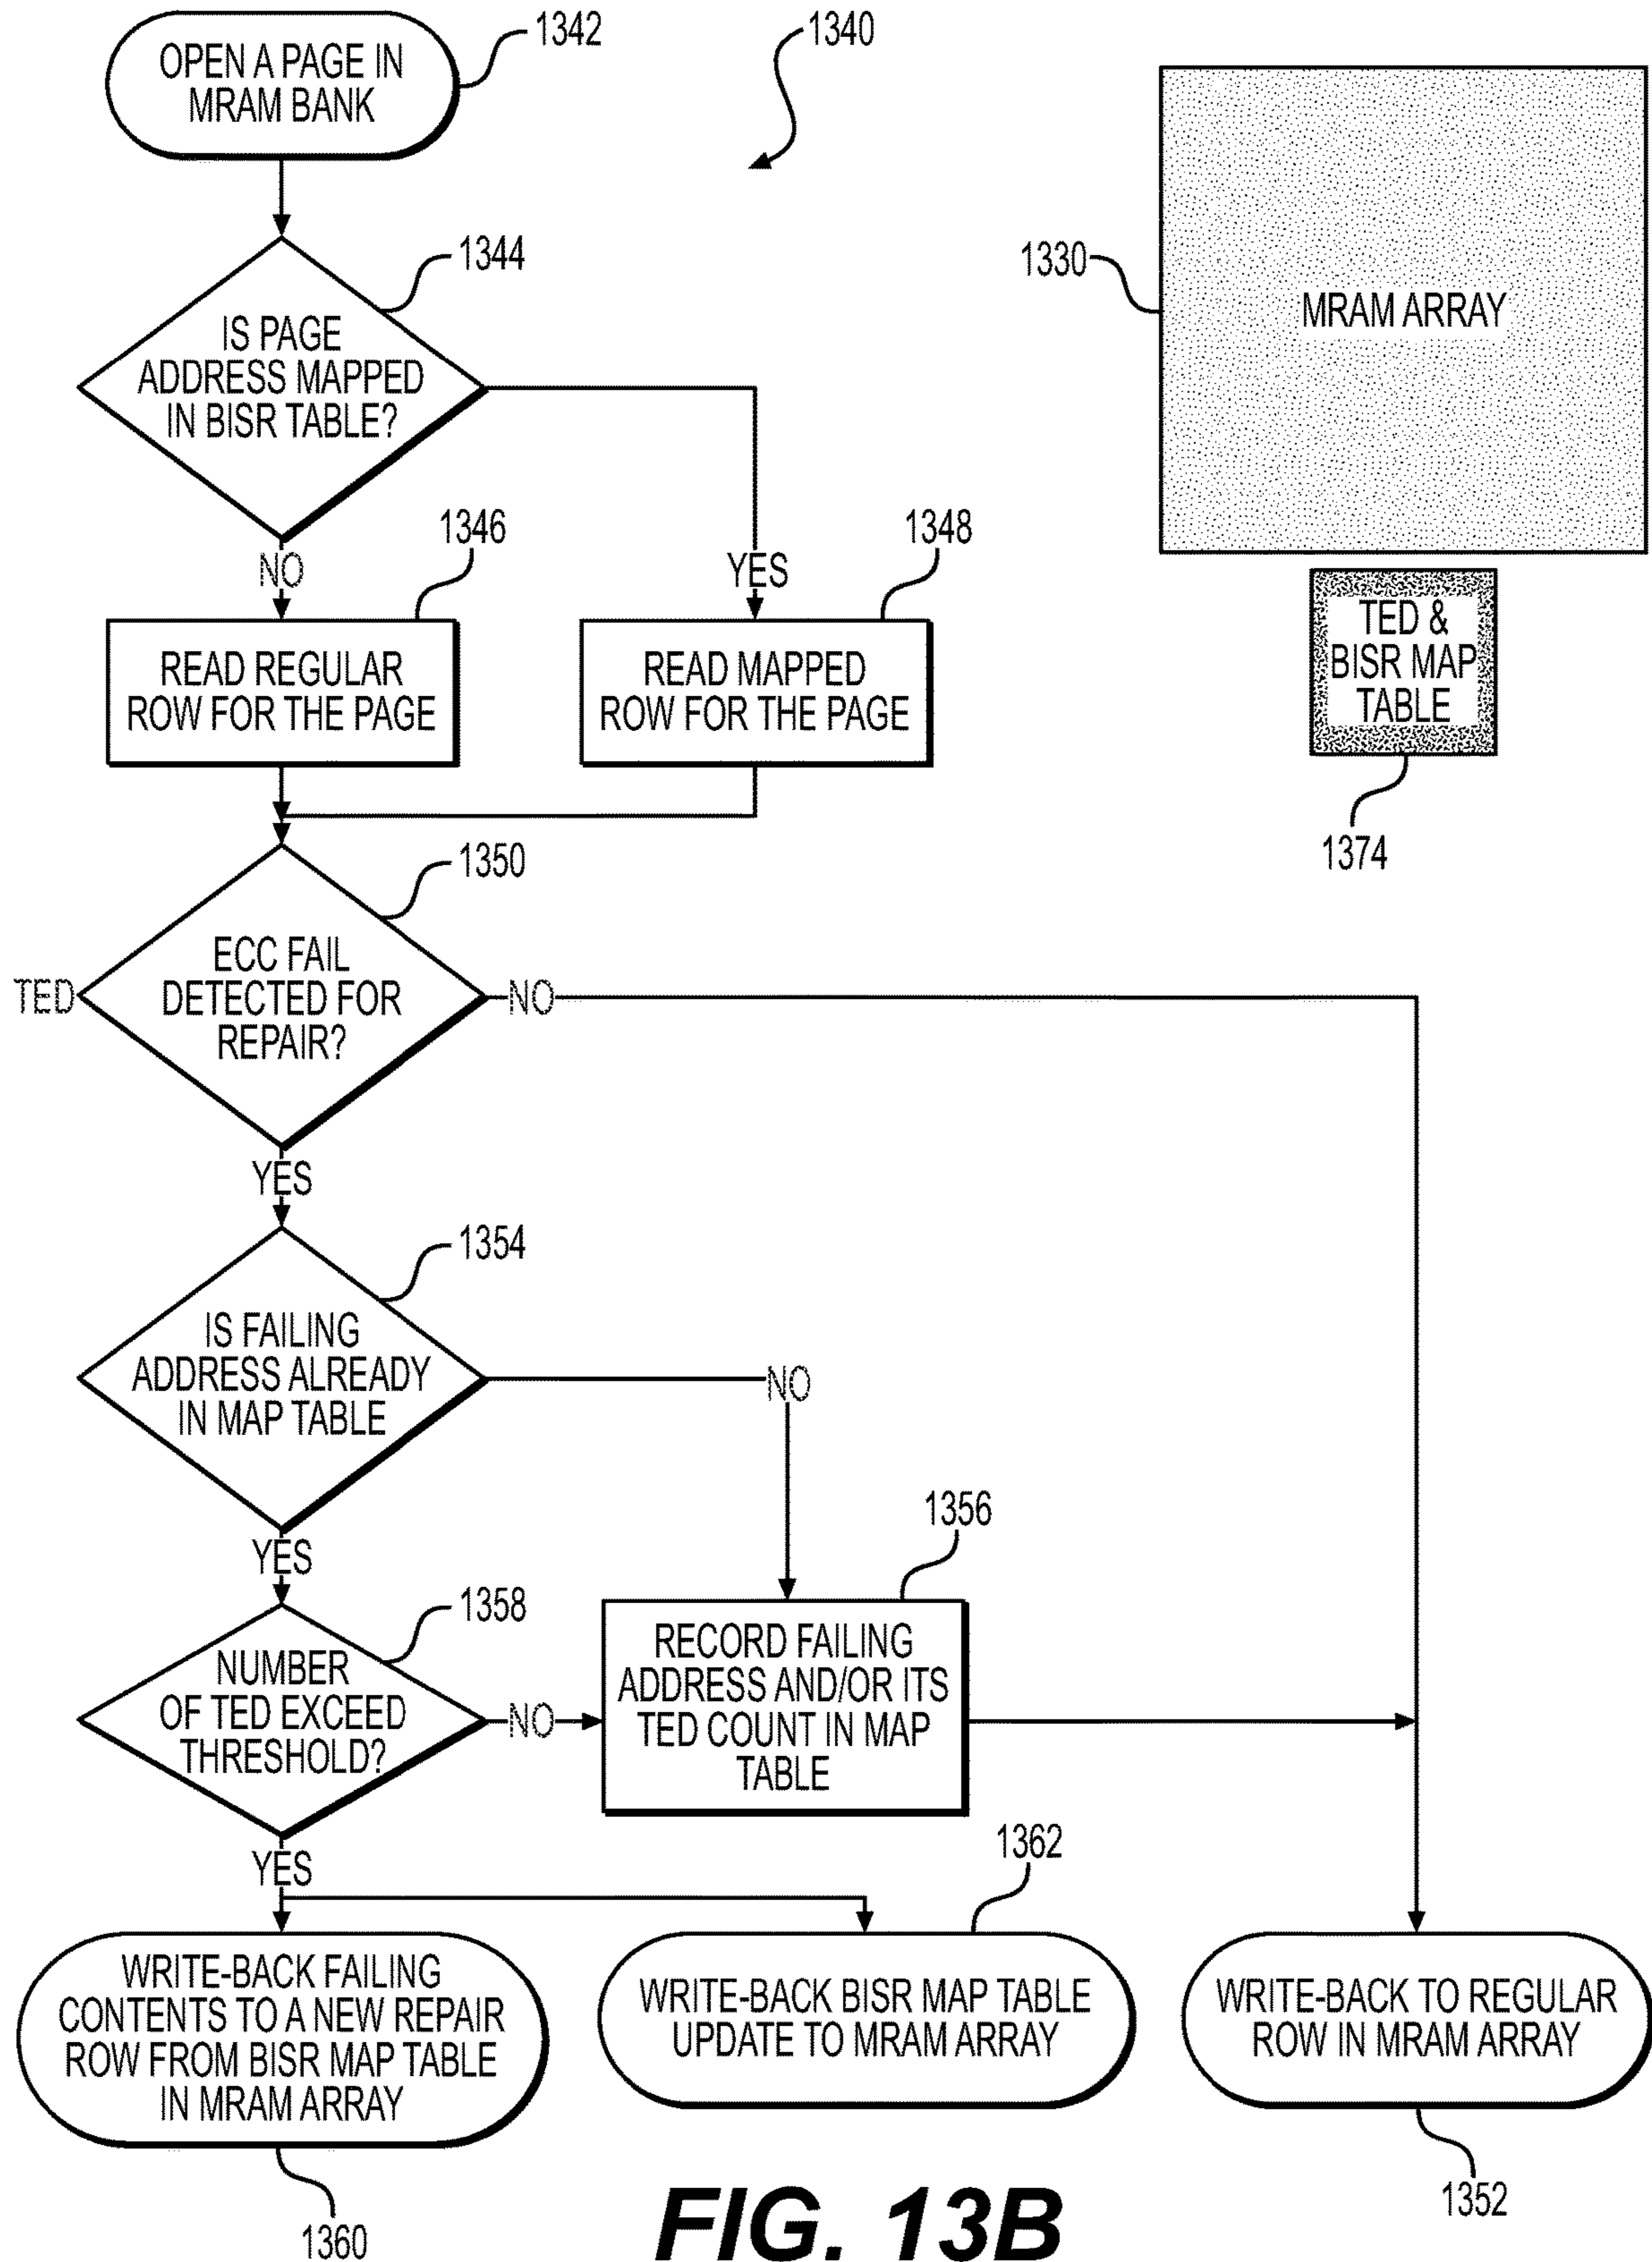 1342
1340
OPEN A PAGE IN
MRAM BANK
1344
1330
MRAM ARRAY
IS PAGE
ADDRESS MAPPED
IN BISR TABLE?
NO
YES
1346
1348
READ REGULAR
ROW FOR THE PAGE
READ MAPPED
ROW FOR THE PAGE
TED &
BISR MAP
TABLE
1374
1350
TED
ECC FAIL
DETECTED FOR
REPAIR?
NO
YES
1354
IS FAILING
ADDRESS ALREADY
IN MAP TABLE
NO
YES
1356
1358
NUMBER
OF TED EXCEED
THRESHOLD?
NO
RECORD FAILING
ADDRESS AND/OR ITS
TED COUNT IN MAP
TABLE
YES
1362
WRITE-BACK FAILING
CONTENTS TO A NEW REPAIR
ROW FROM BISR MAP TABLE
IN MRAM ARRAY
WRITE-BACK BISR MAP TABLE
UPDATE TO MRAM ARRAY
WRITE-BACK TO REGULAR
ROW IN MRAM ARRAY
1360
1352
FIG. 13B